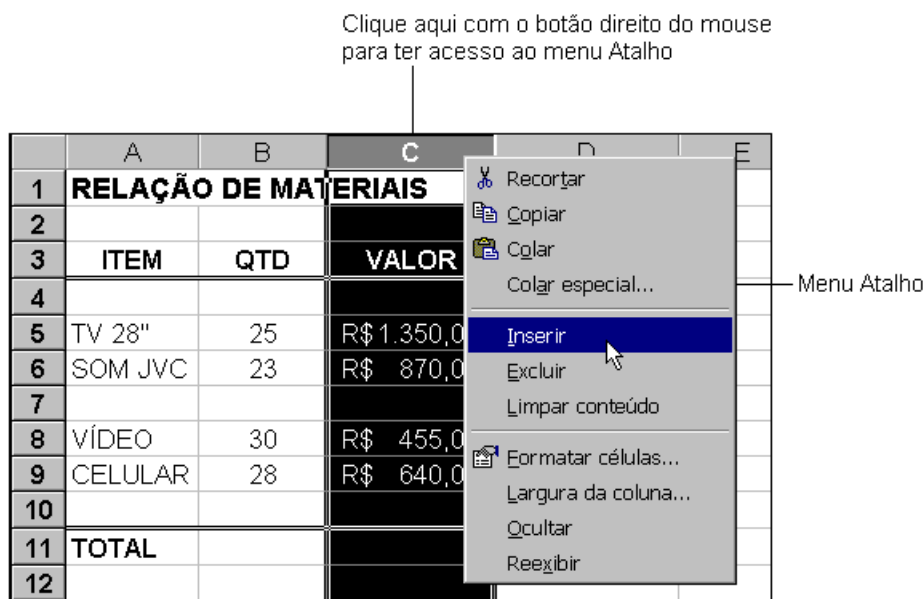 Clique aqui com o botão direito do mouse
para ter acesso ao menu Atalho
A B C D E
1 RELAÇÃO DE MATERIAIS
2
3 ITEM QTD VALOR
4
5 TV 28" 25 R$1.350,0
6 SOM JVC 23 R$ 870,0
7
8 VÍDEO 30 R$ 455,0
9 CELULAR 28 R$ 640,0
10
11 TOTAL
12
Recortar
Copiar
Colar
Colar especial...
Inserir
Excluir
Limpar conteúdo
Formatar células...
Largura da coluna...
Ocultar
Reexibir
Menu Atalho